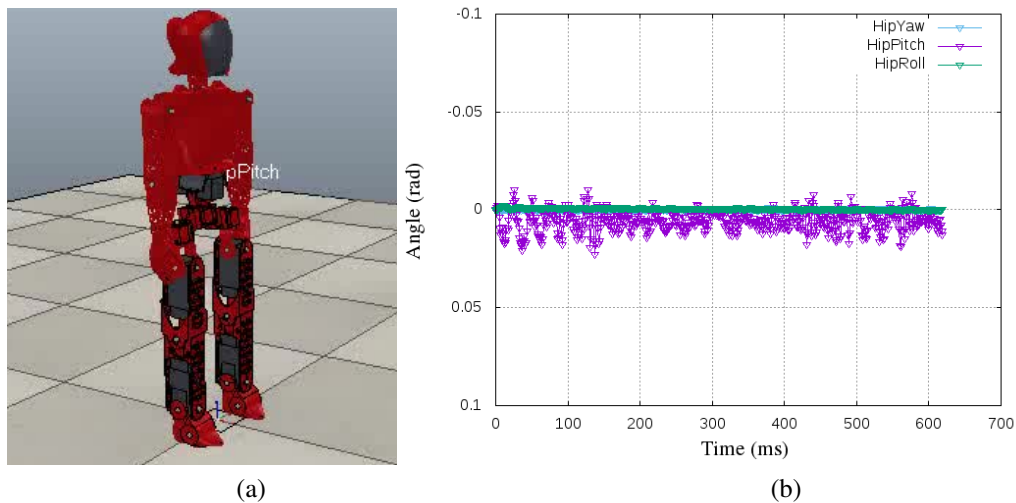 pPitch
1
(a)
HipYaw
HipPitch
HipRoll
-0.1
-0.05
0
0.05
0.1
Angle (rad)
0 100 200 300 400 500 600 700
Time (ms)
(b)